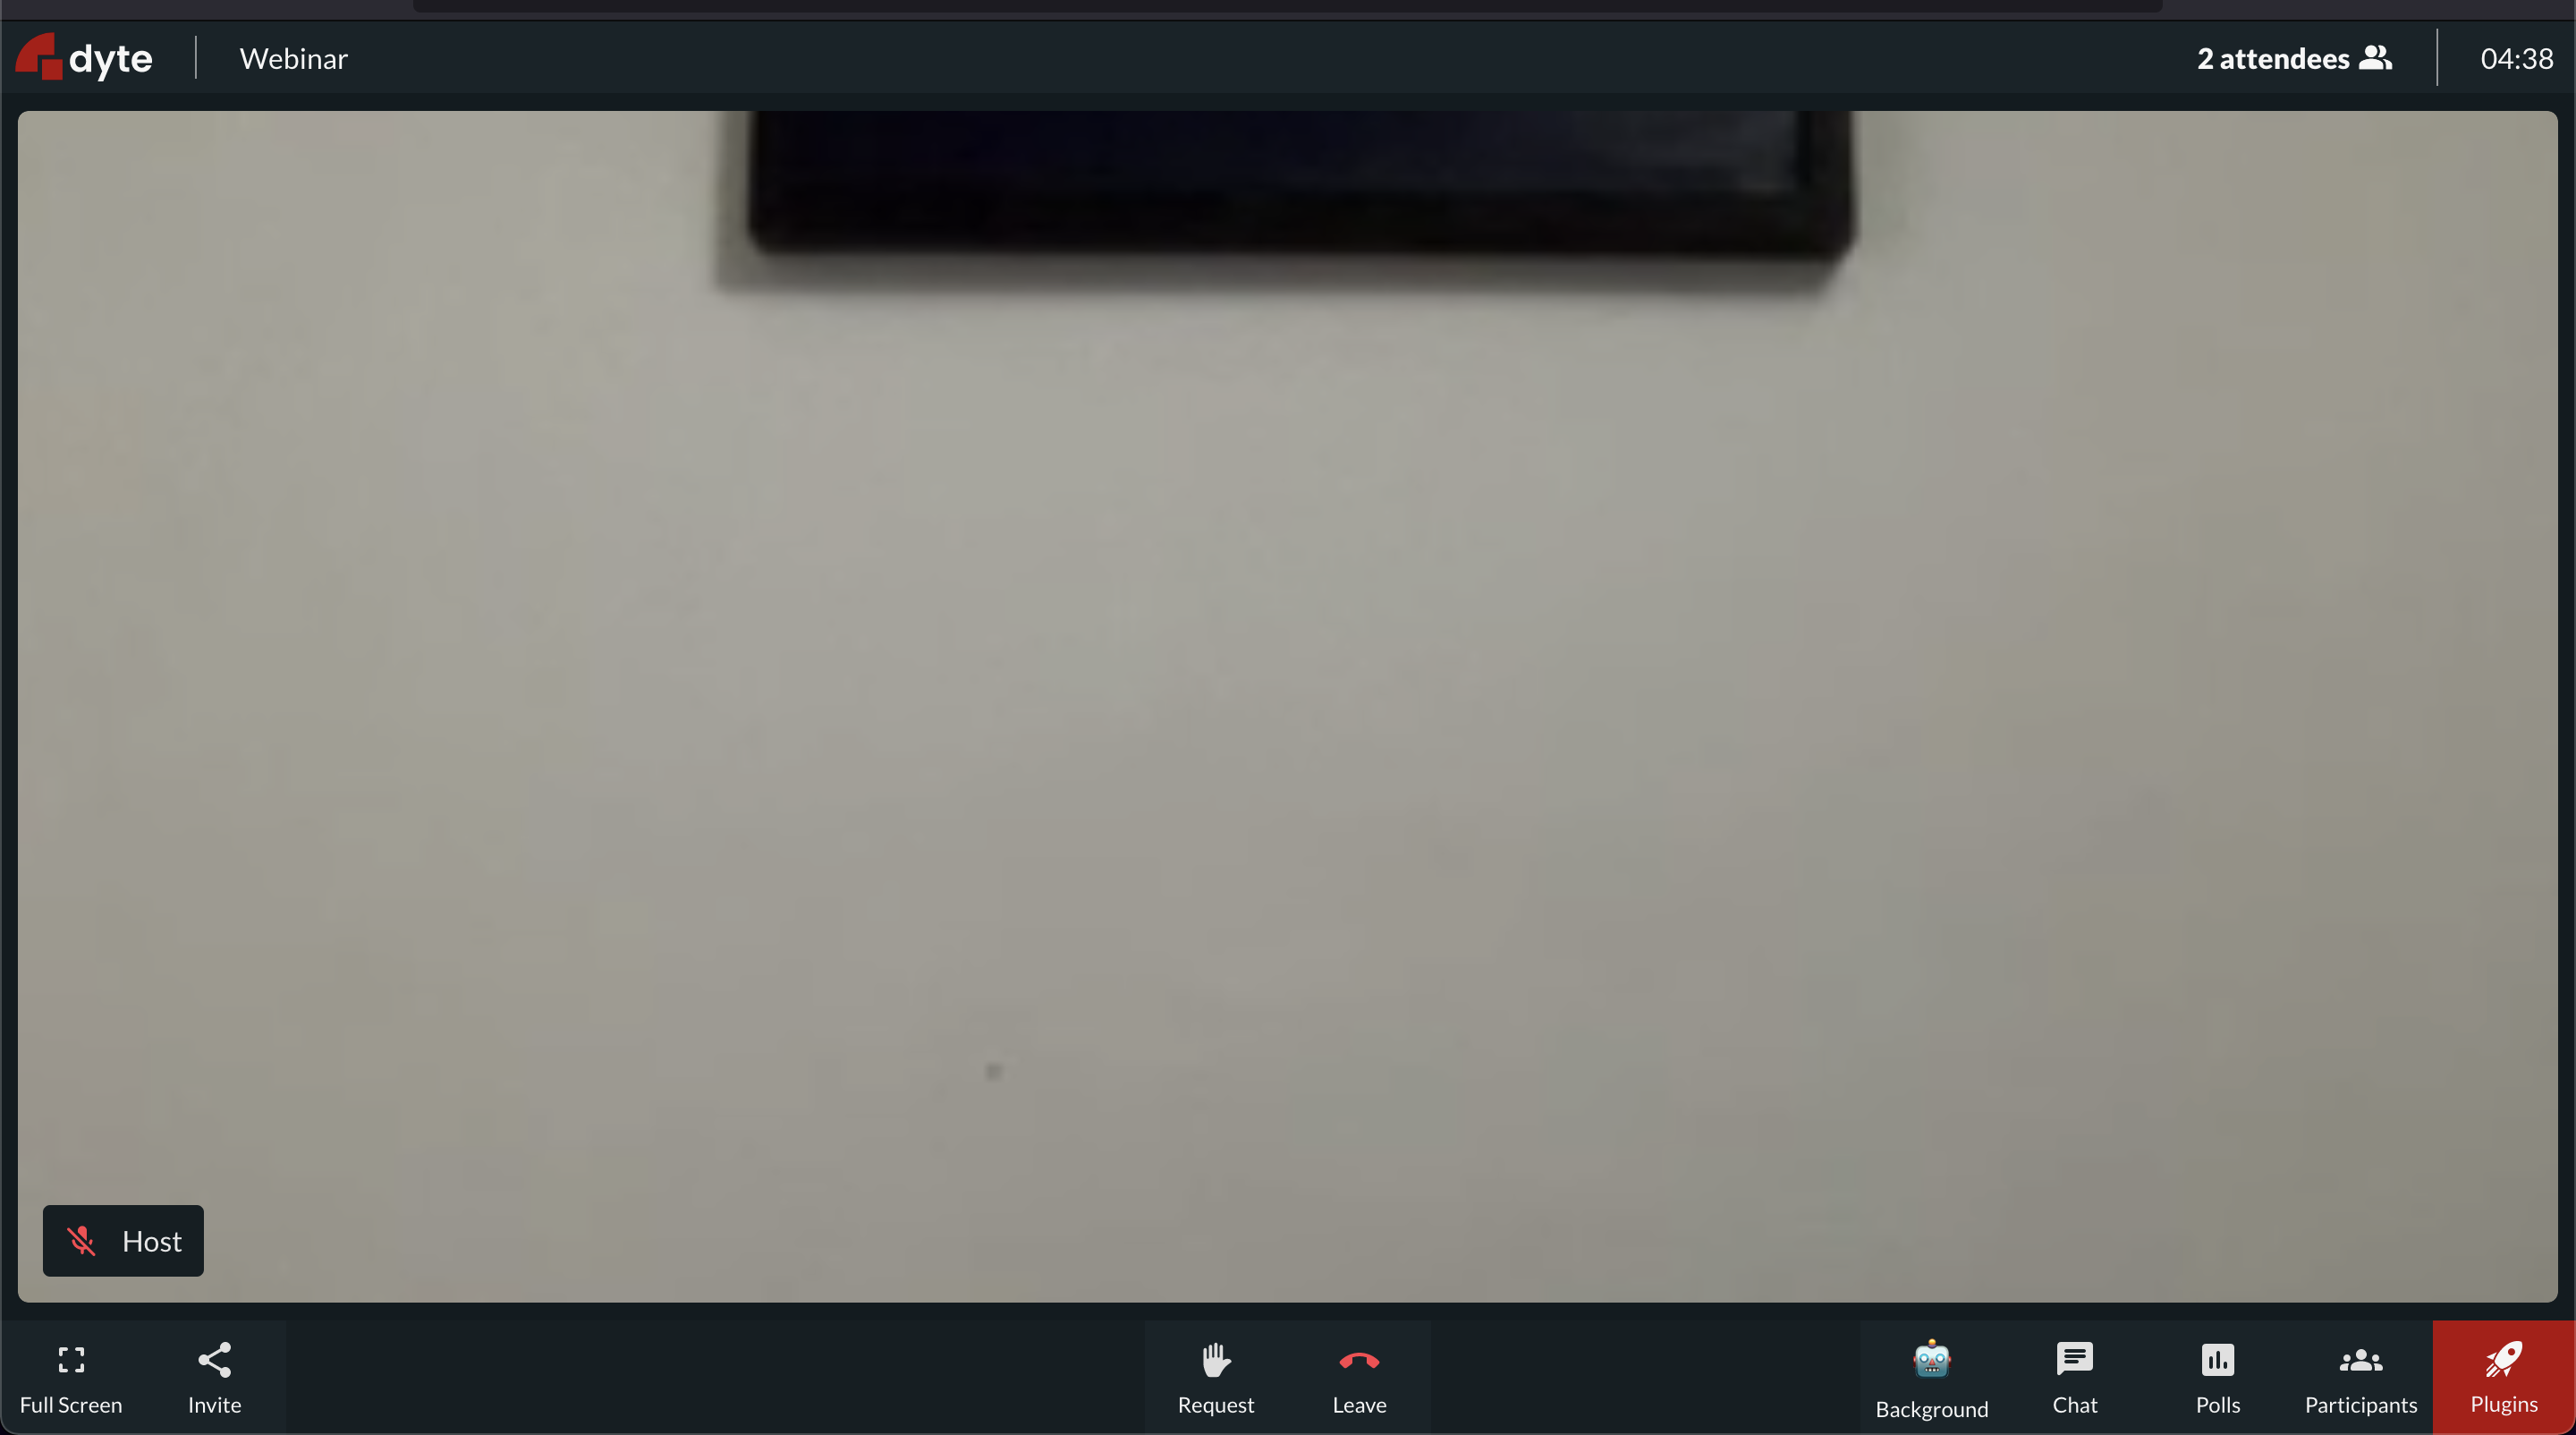 dyte
Webinar
2 attendees
04:38
Host
Full Screen
Invite
Request
Leave
Background
Chat
Polls
Participants
Plugins